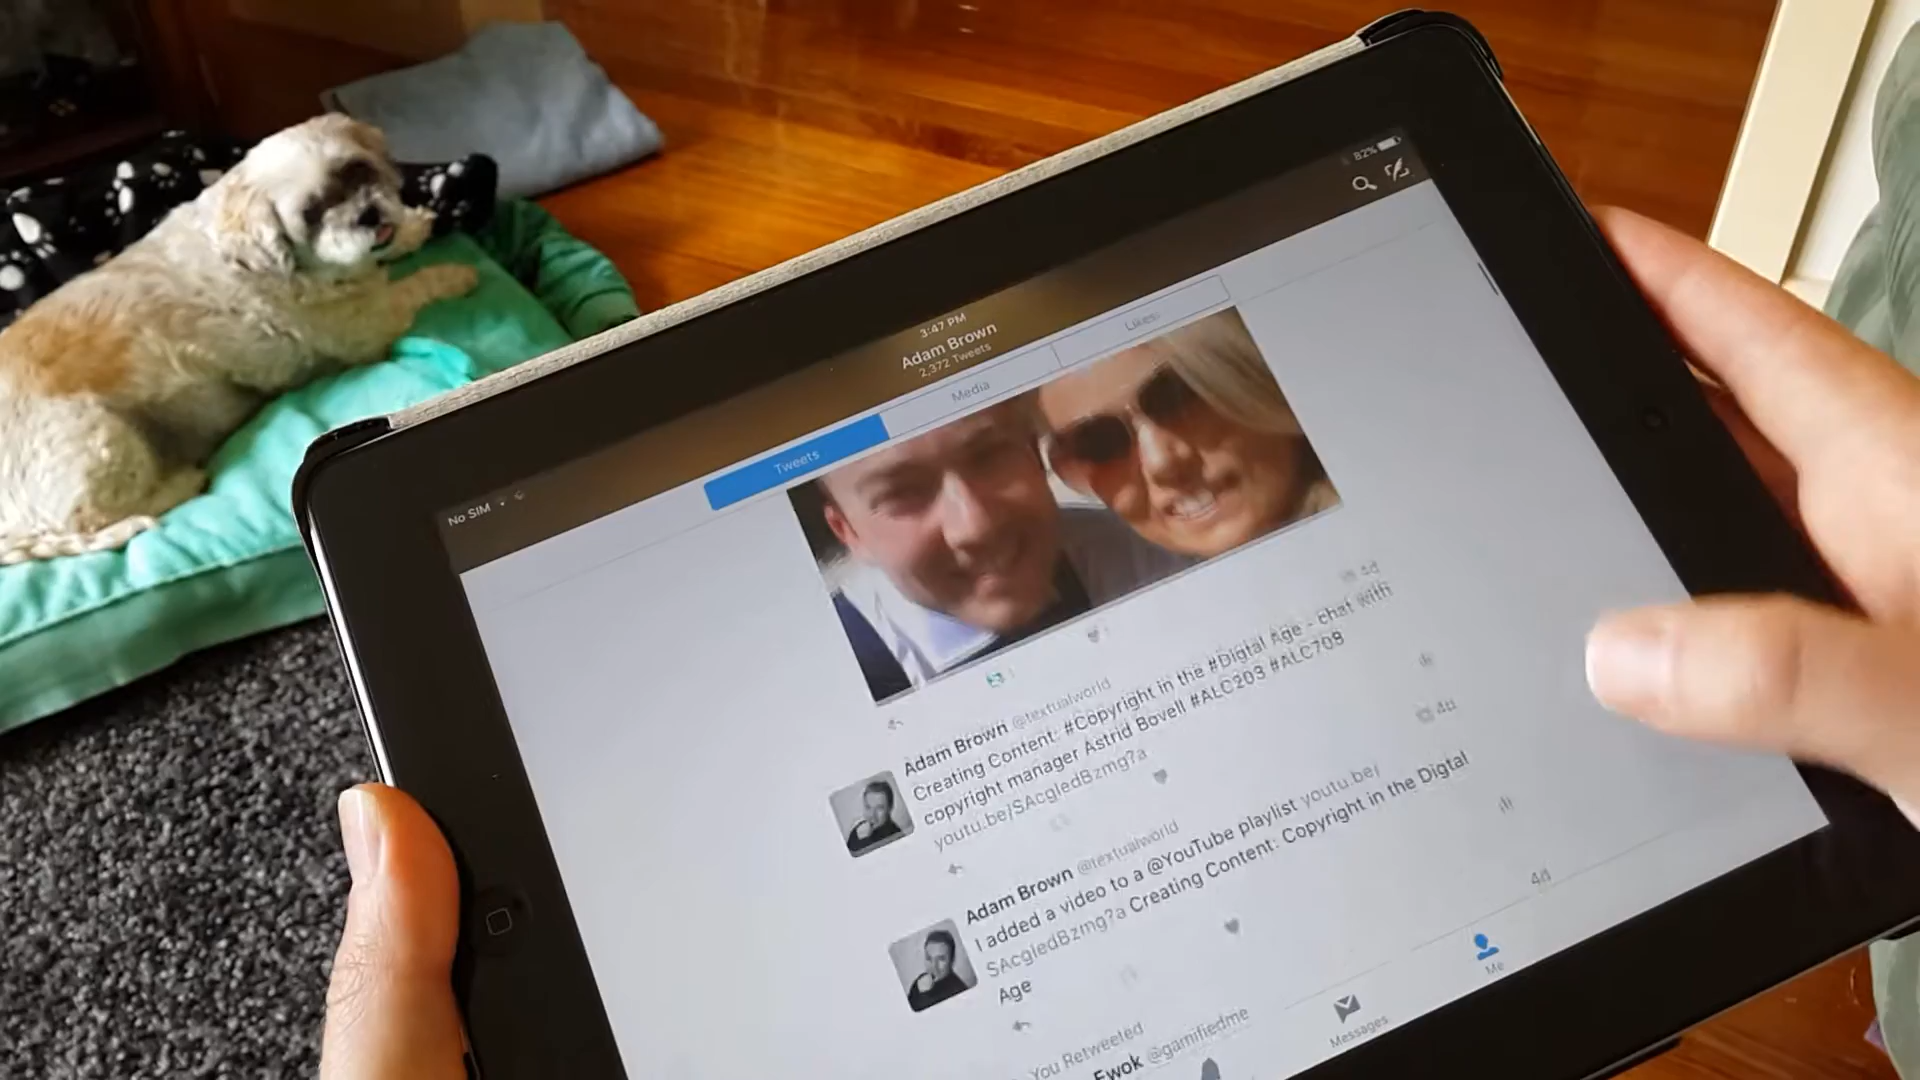 82%
3:47 PM
Adam Brown
2,372 Tweets
No SIM
Tweets
Media
Likes
4d
Adam Brown @textualworld
Creating Content: #Copyright in the #Digtal Age - chat with
copyright manager Astrid Bovell #ALC203 #ALC708
youtu.be/SAcgledBzmg?a
4d
Adam Brown @textualworld
I added a video to a @YouTube playlist youtu.be/
SAcgledBzmg?a Creating Content: Copyright in the Digtal
Age
4d
You Retweeted
Ewok @gamifiedme
Messages
Me